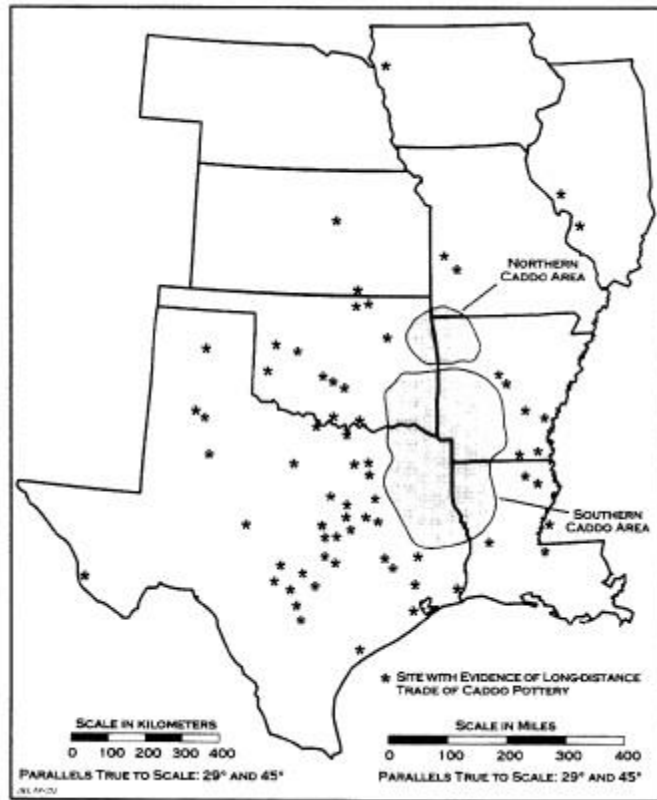 NORTHERN
CADDO AREA
SOUTHERN
CADDO AREA
* SITE WITH EVIDENCE OF LONG-DISTANCE
TRADE OF CADDO POTTERY
SCALE IN KILOMETERS
0 100 200 300 400
PARALLELS TRUE TO SCALE: 29° AND 45°
SCALE IN MILES
0 100 200 400
PARALLELS TRUE TO SCALE: 29° AND 45°